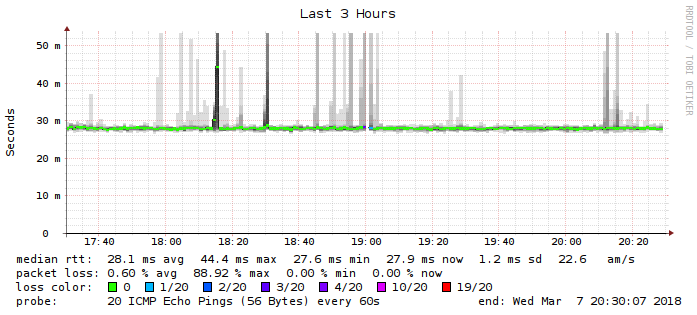 Last 3 Hours
RRDTOOL / TOBI OETIKER
Seconds
50 m
40 m
30 m
20 m
10 m
0
17:40 18:00 18:20 18:40 19:00 19:20 19:40 20:00 20:20
median rtt: 28.1 ms avg 44.4 ms max 27.6 ms min 27.9 ms now 1.2 ms sd 22.6 am/s
packet loss: 0.60 % avg 88.92 % max 0.00 % min 0.00 % now
loss color: 0 1/20 2/20 3/20 4/20 10/20 19/20
probe: 20 ICMP Echo Pings (56 Bytes) every 60s end: Wed Mar 7 20:30:07 2018